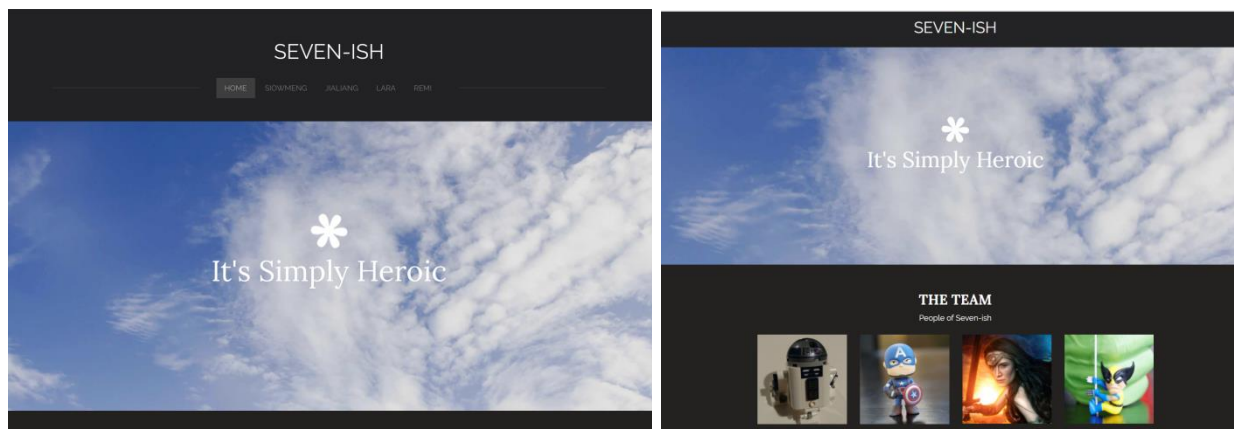 SEVEN-ISH
HOME SIOWMENG JIALIANG LARA REMI
It's Simply Heroic
SEVEN-ISH
It's Simply Heroic
THE TEAM
People of Seven-ish
A